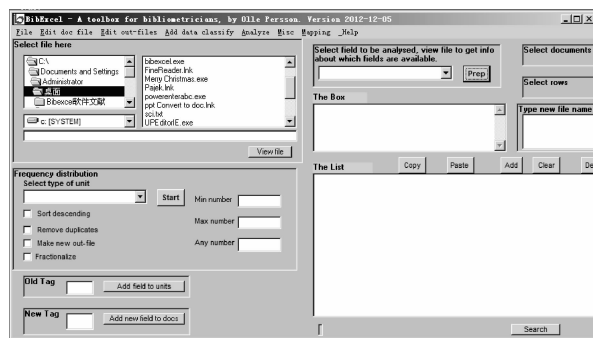 BibExcel - A toolbox for bibliometricians, by Olle Persson. Version 2012-12-05
File Edit doc file Edit out-files Add data classify Analyze Misc Mapping _Help
Select file here
C:\
Documents and Settings
Administrator
桌面
Bibexcel软件文献
c: [SYSTEM]
bibexcel.exe
FineReader.lnk
Merry Christmas.exe
Pajek.lnk
powerenterabc.exe
ppt Convert to doc.lnk
sci.txt
UPEditorIE.exe
View file
Select field to be analysed, view file to get info
about which fields are available.
Prep
Select documents
Select rows
The Box
Type new file name
Frequency distribution
Select type of unit
Start
Sort descending
Remove duplicates
Make new out-file
Fractionalize
Min number
Max number
Any number
Old Tag
Add field to units
New Tag
Add new field to docs
The List
Copy
Paste
Add
Clear
De
Search